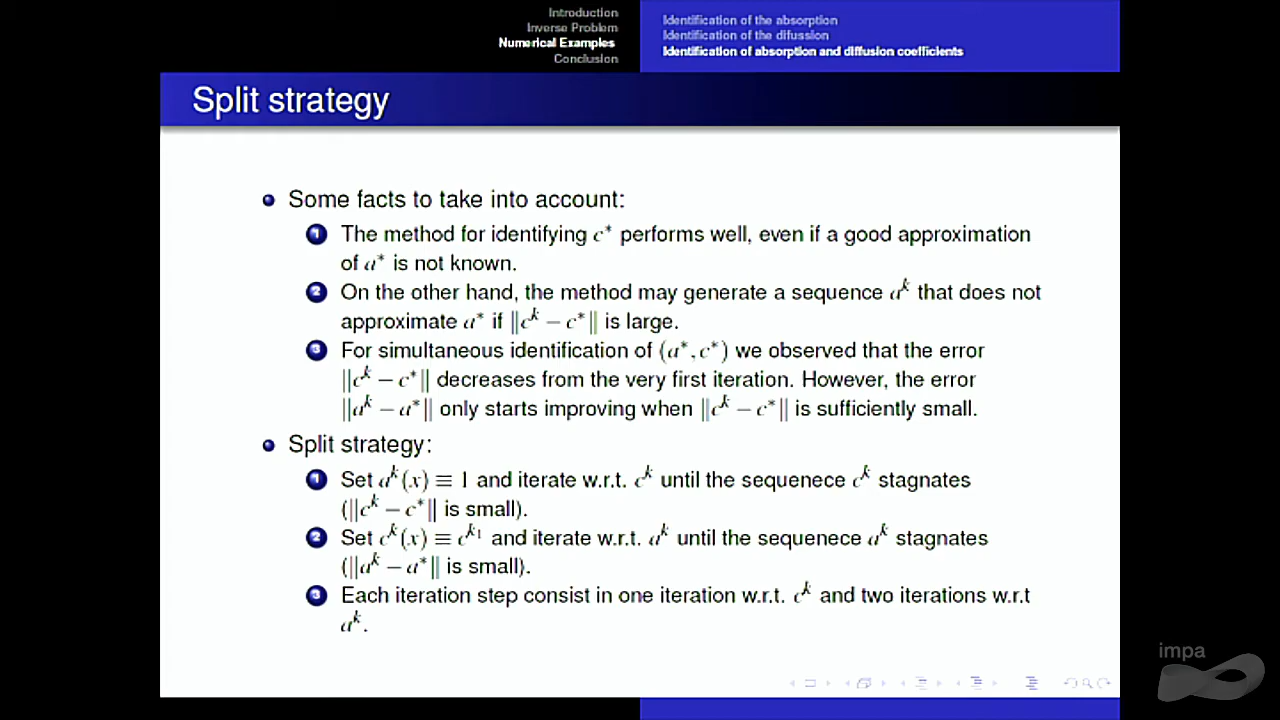 Introduction
Inverse Problem
Numerical Examples
Conclusion
Identification of the absorption
Identification of the difussion
Identification of absorption and diffusion coefficients
Split strategy
Some facts to take into account:
1 The method for identifying c* performs well, even if a good approximation
of a* is not known.
2 On the other hand, the method may generate a sequence a^k that does not
approximate a* if ‖c^k − c*‖ is large.
3 For simultaneous identification of (a*, c*) we observed that the error
‖c^k − c*‖ decreases from the very first iteration. However, the error
‖a^k − a*‖ only starts improving when ‖c^k − c*‖ is sufficiently small.
Split strategy:
1 Set a^k(x) ≡ 1 and iterate w.r.t. c^k until the sequenece c^k stagnates
(‖c^k − c*‖ is small).
2 Set c^k(x) ≡ c^{k_1} and iterate w.r.t. a^k until the sequenece a^k stagnates
(‖a^k − a*‖ is small).
3 Each iteration step consist in one iteration w.r.t. c^k and two iterations w.r.t
a^k.
impa